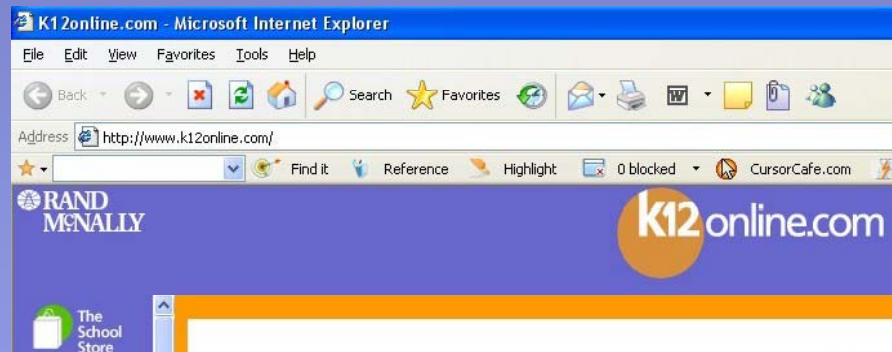 K12online.com - Microsoft Internet Explorer
File Edit View Favorites Tools Help
Back Search Favorites
Address http://www.k12online.com/
Find it Reference Highlight 0 blocked CursorCafe.com
RAND
McNALLY
k12online.com
The
School
Store